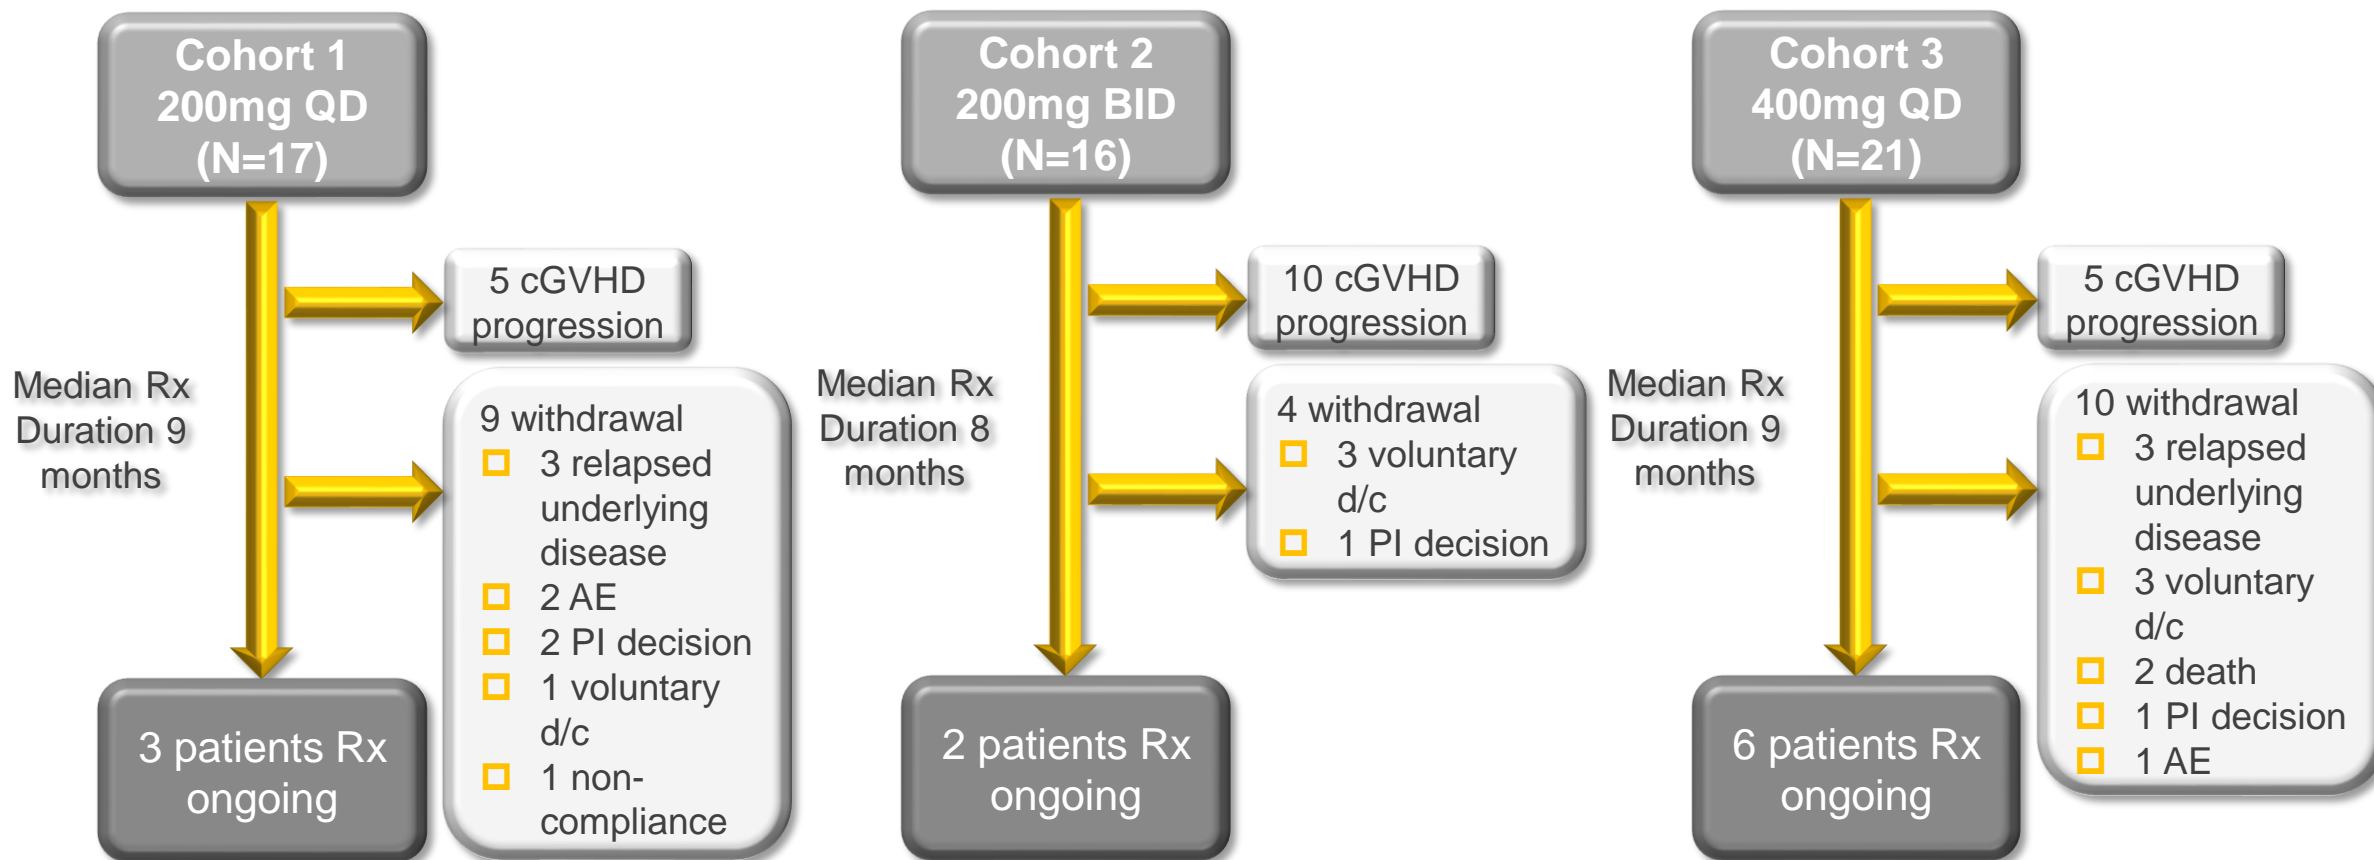 Cohort 1
200mg QD
(N=17)
5 cGVHD
progression
Median Rx
Duration 9
months
9 withdrawal
3 relapsed
underlying
disease
2 AE
2 PI decision
1 voluntary
d/c
1 non-
compliance
3 patients Rx
ongoing
Cohort 2
200mg BID
(N=16)
10 cGVHD
progression
Median Rx
Duration 8
months
4 withdrawal
3 voluntary
d/c
1 PI decision
2 patients Rx
ongoing
Cohort 3
400mg QD
(N=21)
5 cGVHD
progression
Median Rx
Duration 9
months
10 withdrawal
3 relapsed
underlying
disease
3 voluntary
d/c
2 death
1 PI decision
1 AE
6 patients Rx
ongoing